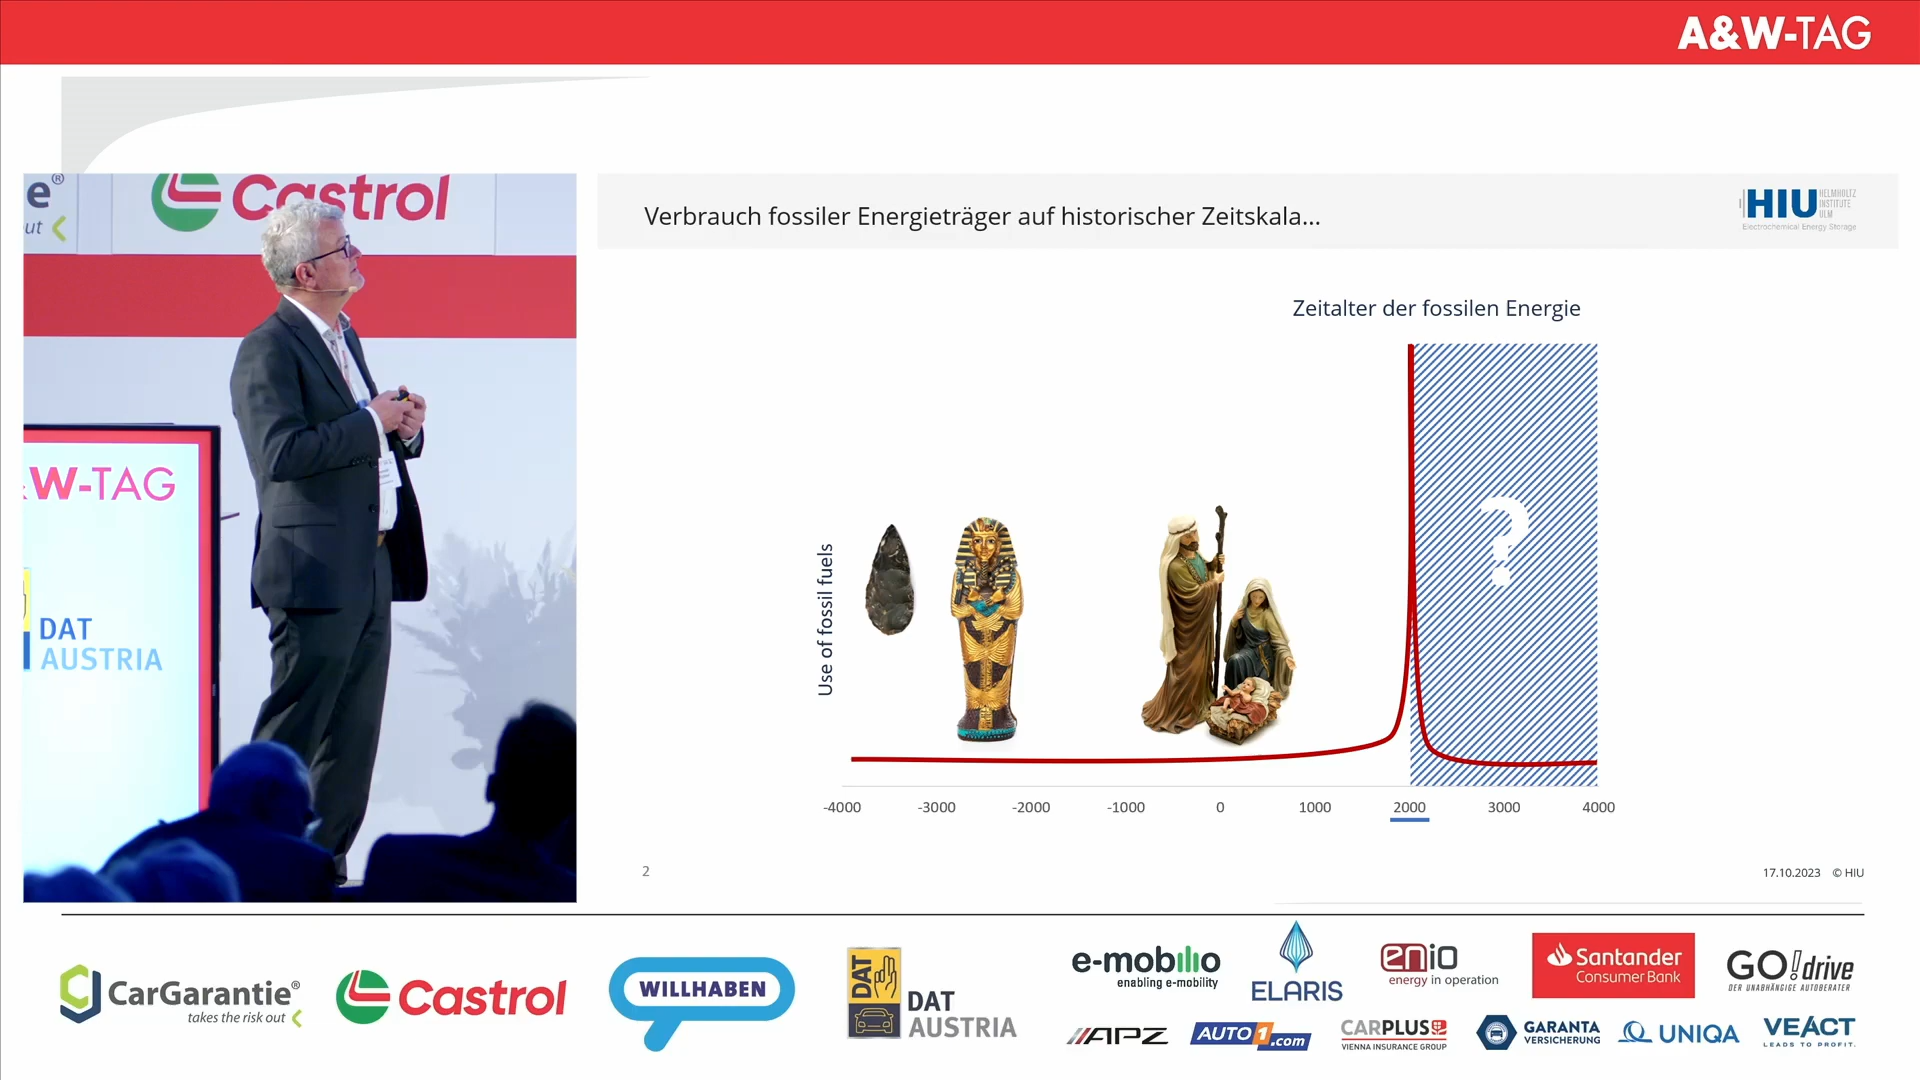 A&W-TAG
e®
ut
Castrol
W-TAG
DAT
AUSTRIA
Verbrauch fossiler Energieträger auf historischer Zeitskala...
HIU
HELMHOLTZ
INSTITUTE
ULM
Electrochemical Energy Storage
Zeitalter der fossilen Energie
?
Use of fossil fuels
-4000 -3000 -2000 -1000 0 1000 2000 3000 4000
2
17.10.2023 © HIU
CarGarantie®
takes the risk out
Castrol
WILLHABEN
DAT
DAT
AUSTRIA
e-mobilio
enabling e-mobility
ELARIS
enio
energy in operation
Santander
Consumer Bank
GO!drive
DER UNABHÄNGIGE AUTOBERATER
APZ
AUTO1.com
CARPLUS
VIENNA INSURANCE GROUP
GARANTA
VERSICHERUNG
UNIQA
VEACT
LEADS TO PROFIT.